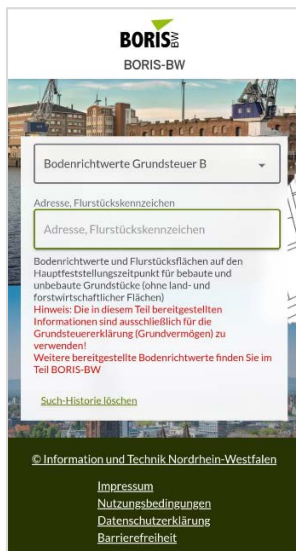 BORIS BW
BORIS-BW
Bodenrichtwerte Grundsteuer B
Adresse, Flurstückskennzeichen
Adresse, Flurstückskennzeichen
Bodenrichtwerte und Flurstücksflächen auf den
Hauptfeststellungszeitpunkt für bebaute und
unbebaute Grundstücke (ohne land- und
forstwirtschaftlicher Flächen)
Hinweis: Die in diesem Teil bereitgestellten
Informationen sind ausschließlich für die
Grundsteuererklärung (Grundvermögen) zu
verwenden!
Weitere bereitgestellte Bodenrichtwerte finden Sie im
Teil BORIS-BW
Such-Historie löschen
© Information und Technik Nordrhein-Westfalen
Impressum
Nutzungsbedingungen
Datenschutzerklärung
Barrierefreiheit